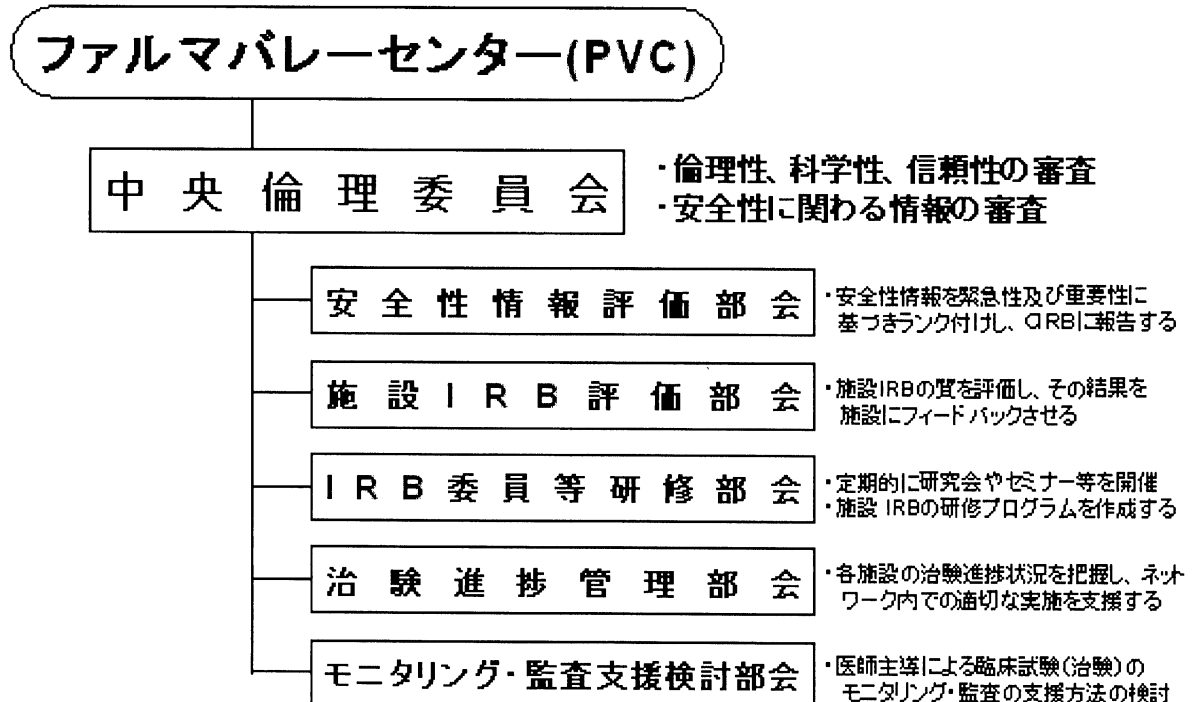 ファルマバレーセンター(PVC)
中央倫理委員会
・倫理性、科学性、信頼性の審査
・安全性に関わる情報の審査
安全性情報評価部会
・安全性情報を緊急性及び重要性に
基づきランク付けし、CIRBに報告する
施設IRB評価部会
・施設IRBの質を評価し、その結果を
施設にフィードバックさせる
IRB委員等研修部会
・定期的に研究会やセミナー等を開催
・施設IRBの研修プログラムを作成する
治験進捗管理部会
・各施設の治験進捗状況を把握し、ネット
ワーク内での適切な実施を支援する
モニタリング・監査支援検討部会
・医師主導による臨床試験(治験)の
モニタリング・監査の支援方法の検討